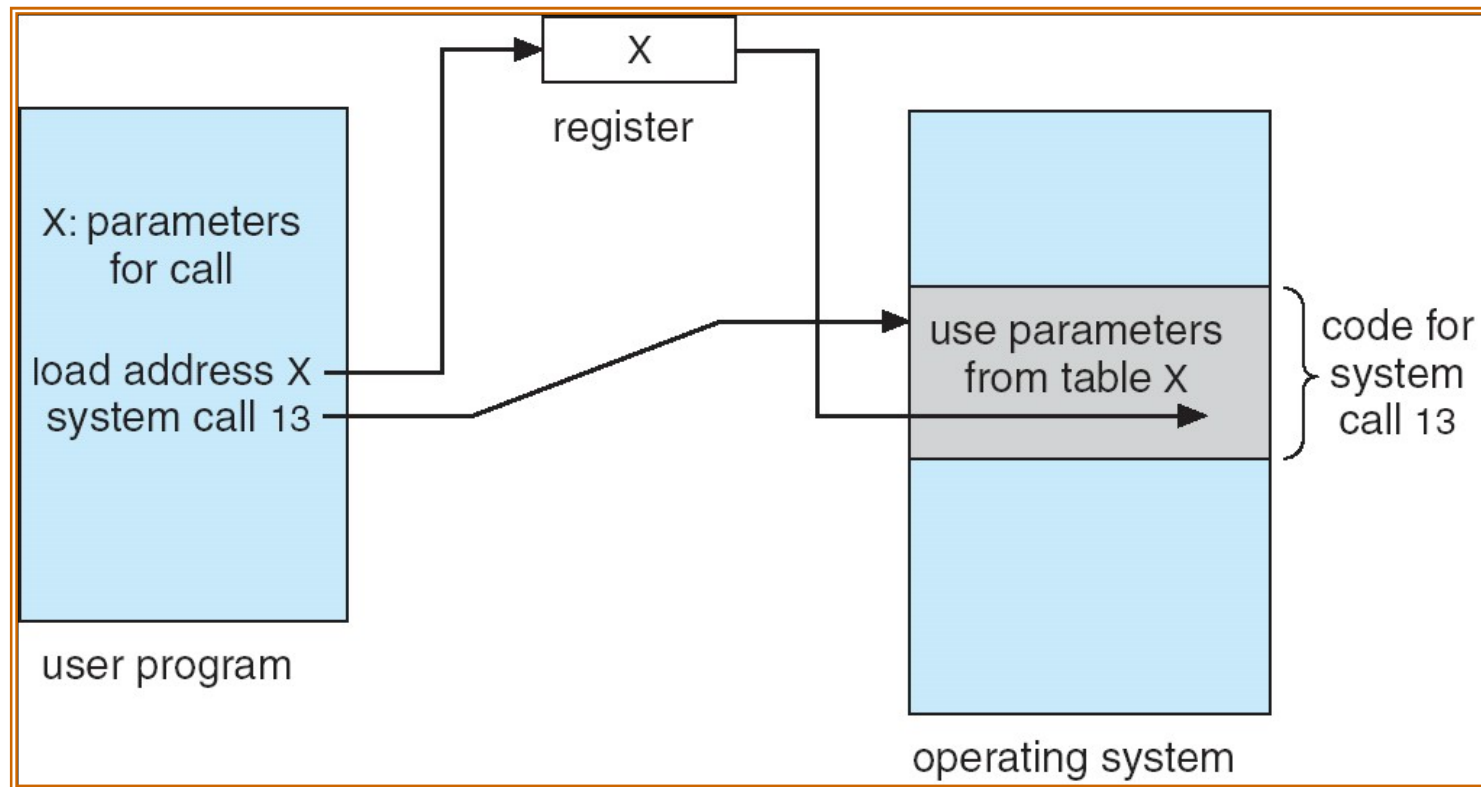 X
register
X: parameters
for call
load address X
system call 13
user program
use parameters
from table X
code for
system
call 13
operating system